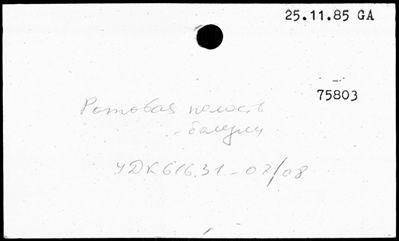 25.11.85 GA
75803
Ротовая полость
- болезни
УДК 616.31-02/08